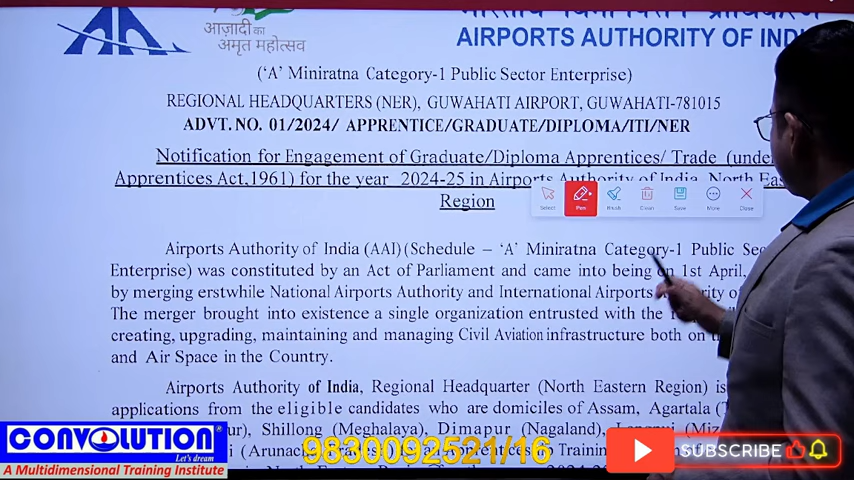 आज़ादी का
अमृत महोत्सव
AIRPORTS AUTHORITY OF IND
('A' Miniratna Category-1 Public Sector Enterprise)
REGIONAL HEADQUARTERS (NER), GUWAHATI AIRPORT, GUWAHATI-781015
ADVT. NO. 01/2024/ APPRENTICE/GRADUATE/DIPLOMA/ITI/NER
Notification for Engagement of Graduate/Diploma Apprentices/ Trade (under
Apprentices Act,1961) for the year 2024-25 in Airports Authority of India, North
Region
Select Pen Brush Clean Save More Close
Airports Authority of India (AAI) (Schedule – 'A' Miniratna Category-1 Public
Enterprise) was constituted by an Act of Parliament and came into being on 1st April,
by merging erstwhile National Airports Authority and International Airports
The merger brought into existence a single organization entrusted with the
creating, upgrading, maintaining and managing Civil Aviation infrastructure both on
and Air Space in the Country.
Airports Authority of India, Regional Headquarter (North Eastern Region) is
applications from the eligible candidates who are domiciles of Assam, Agartala
Shillong (Meghalaya), Dimapur (Nagaland),
CONVOLUTION®
Let's dream
A Multidimensional Training Institute
9830092521/16
SUBSCRIBE